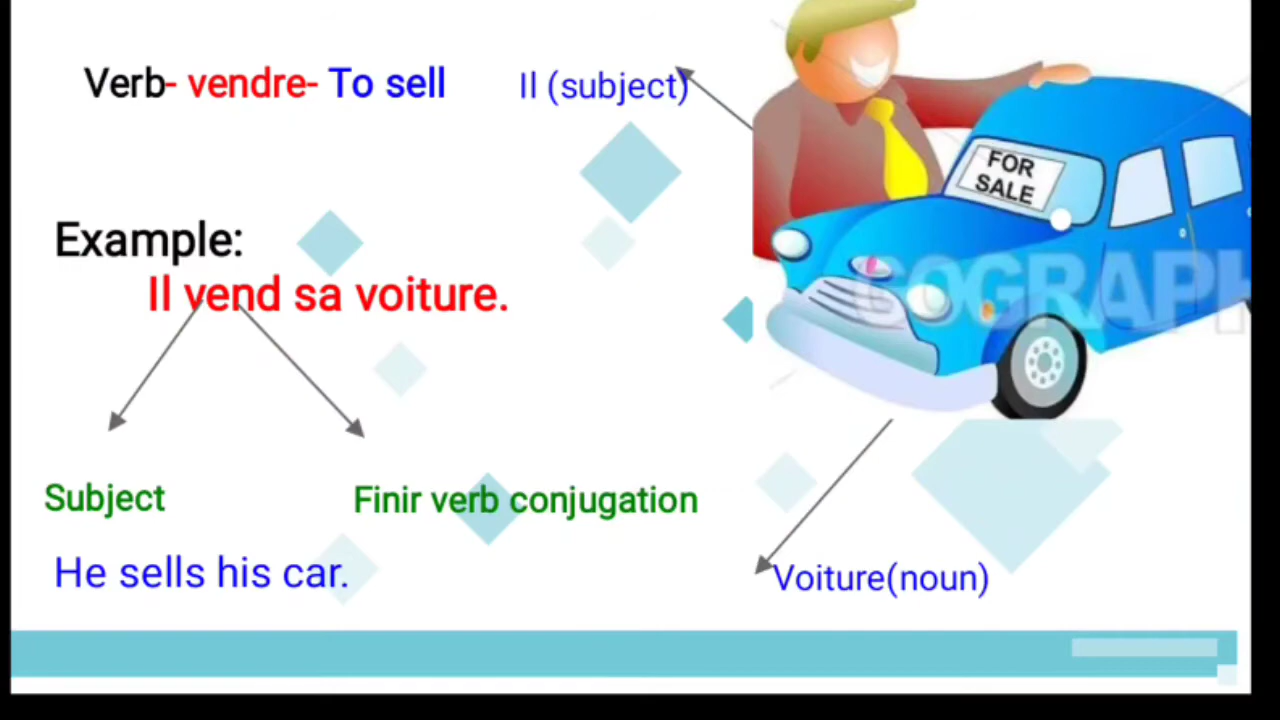 Verb- vendre- To sell
Il (subject)
FOR
SALE
Example:
Il vend sa voiture.
GOGRAPH
Subject
Finir verb conjugation
He sells his car.
Voiture(noun)